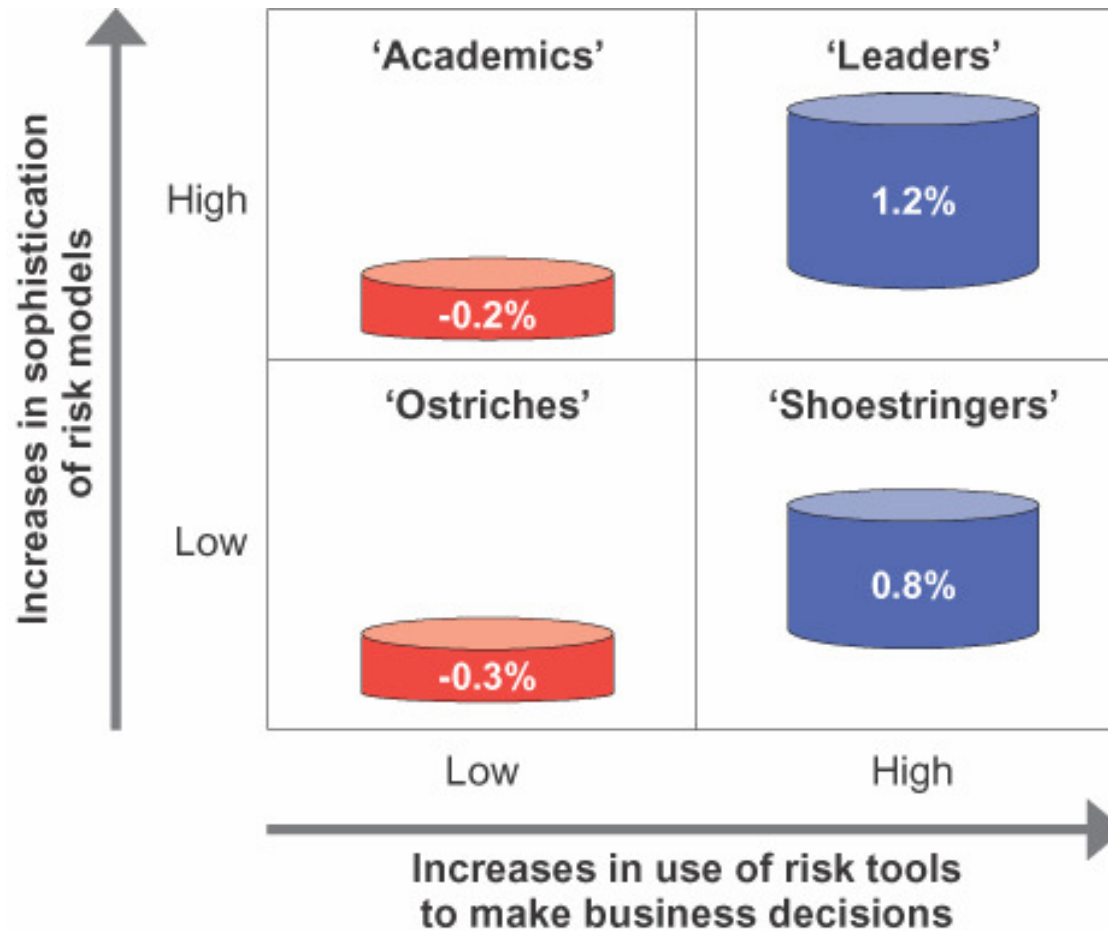 ‘Academics’
‘Leaders’
High
1.2%
-0.2%
Increases in sophistication
of risk models
‘Ostriches’
‘Shoestringers’
Low
0.8%
-0.3%
Low
High
Increases in use of risk tools
to make business decisions